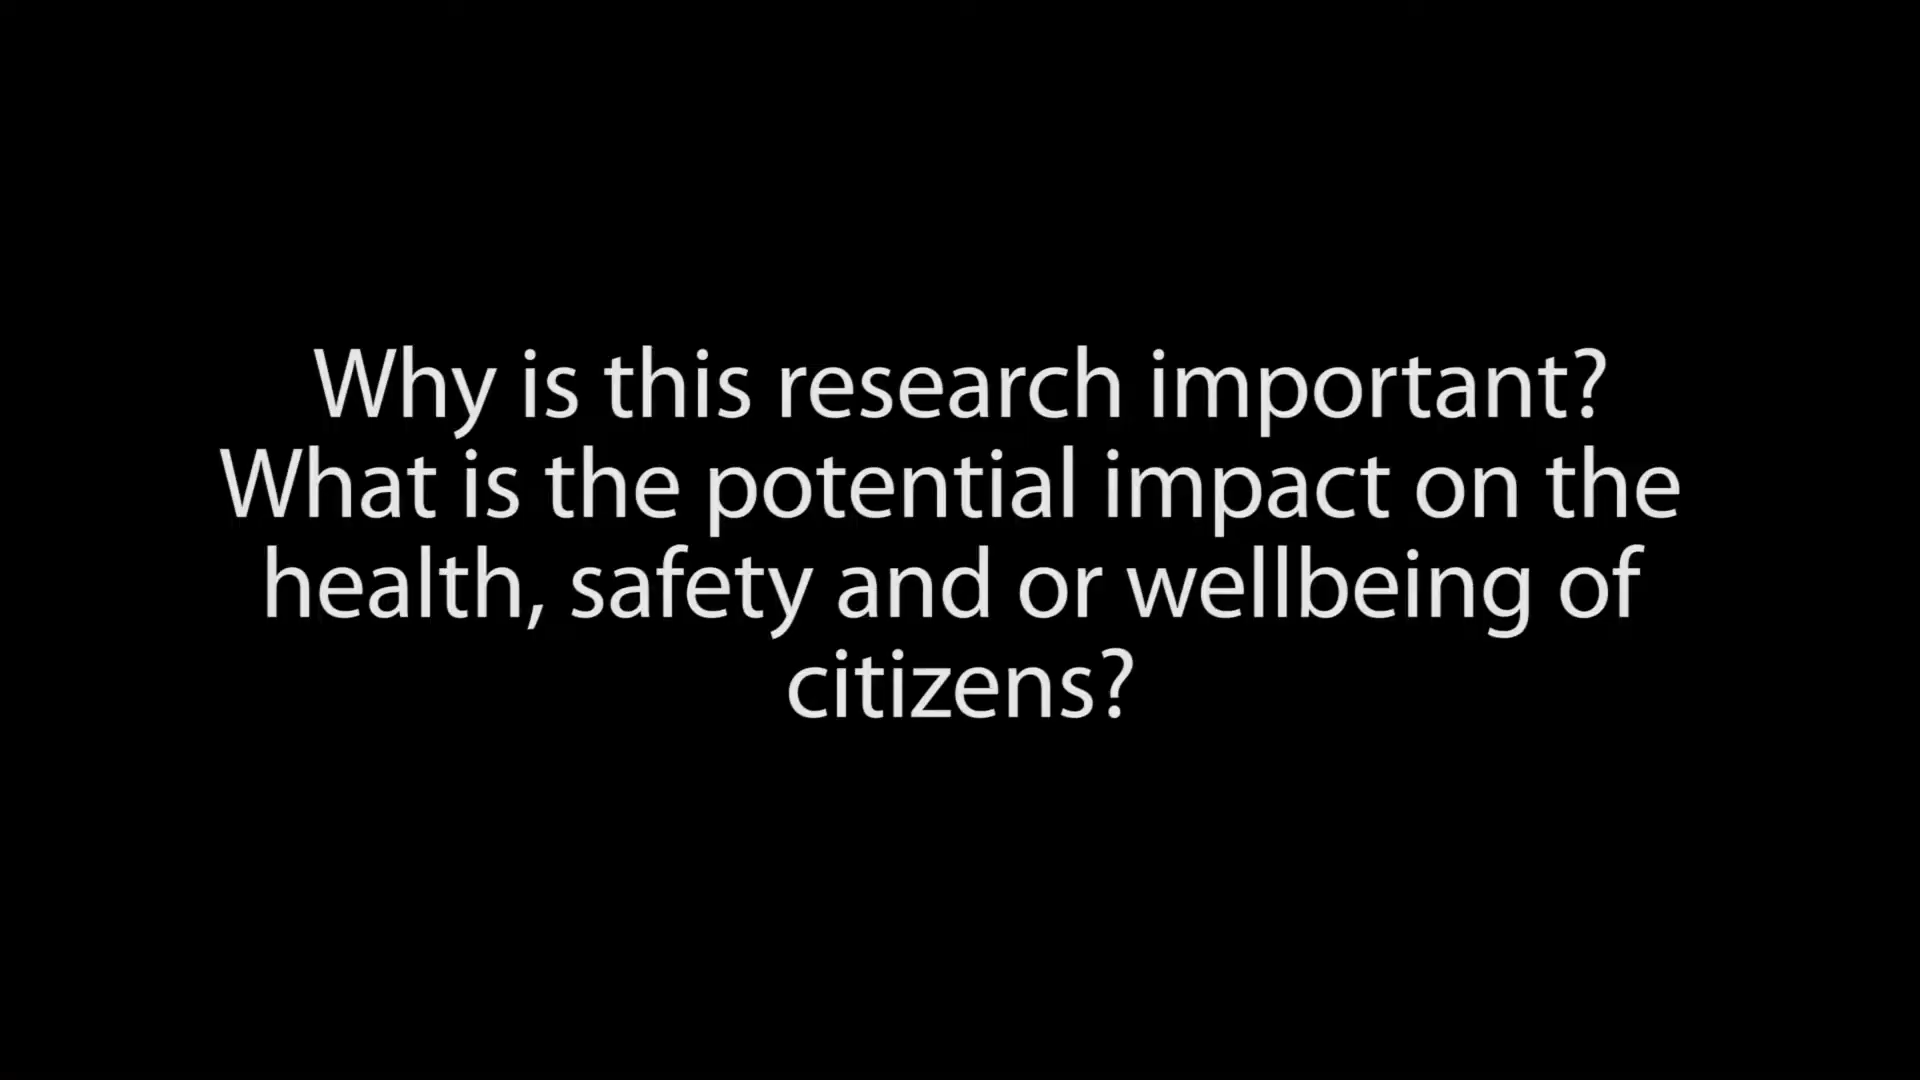 Why is this research important?
What is the potential impact on the
health, safety and or wellbeing of
citizens?